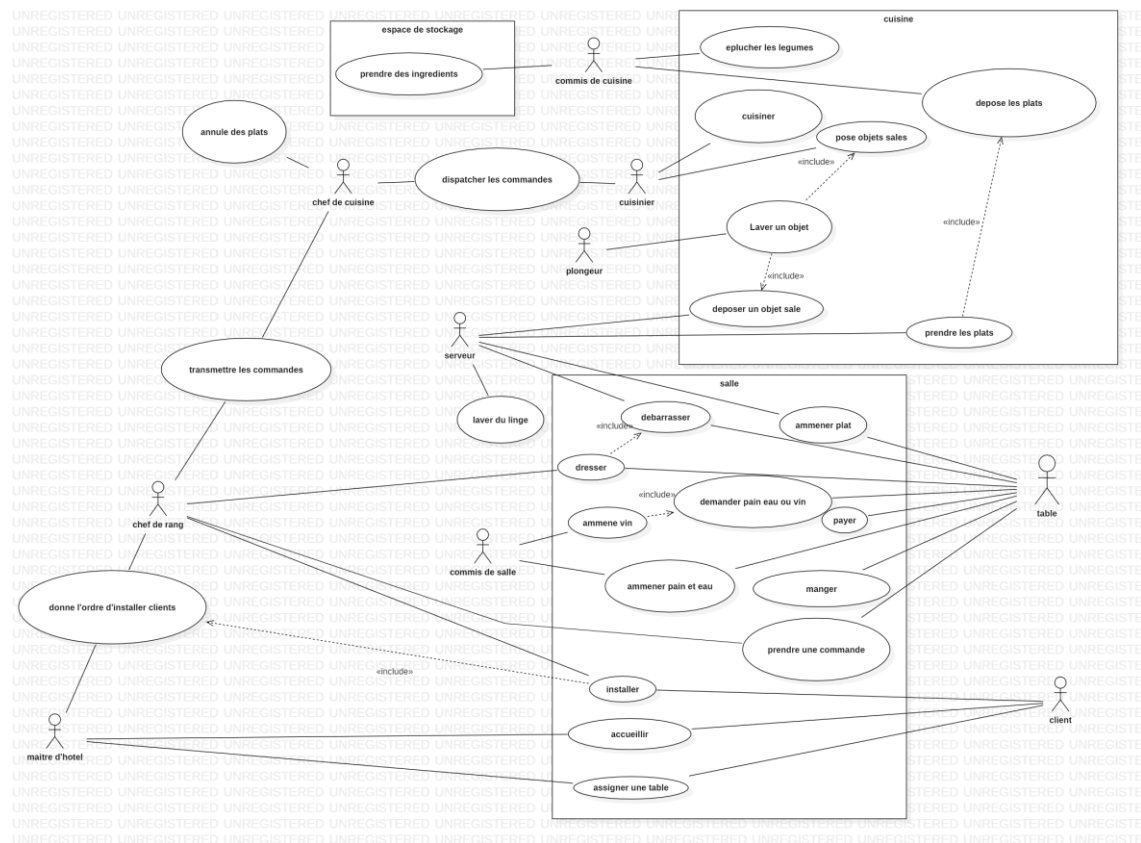 espace de stockage
prendre des ingredients
commis de cuisine
cuisine
eplucher les legumes
depose les plats
annule des plats
cuisiner
pose objets sales
«include»
dispatcher les commandes
chef de cuisine
cuisinier
Laver un objet
«include»
plongeur
«include»
deposer un objet sale
prendre les plats
serveur
transmettre les commandes
salle
laver du linge
debarrasser
«include»
ammener plat
dresser
chef de rang
«include»
demander pain eau ou vin
ammene vin
payer
table
commis de salle
ammener pain et eau
manger
donne l'ordre d'installer clients
prendre une commande
«include»
installer
client
accueillir
maitre d'hotel
assigner une table
UNREGISTERED